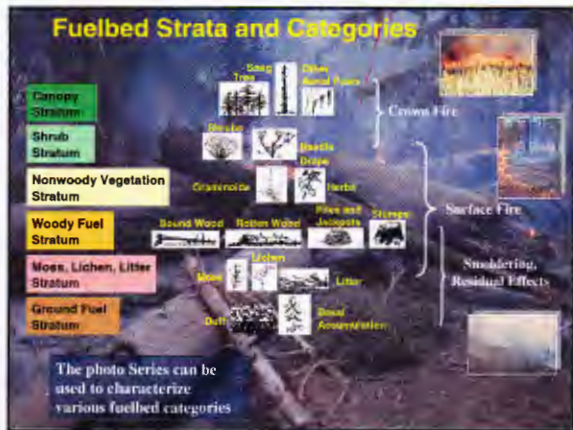 Fuelbed Strata and Categories
Canopy
Stratum
Snag
Tree
Other
Aerial Fuels
Crown Fire
Shrub
Stratum
Shrubs
Needle
Drape
Nonwoody Vegetation
Stratum
Graminoids
Herbs
Surface Fire
Woody Fuel
Stratum
Sound Wood
Rotten Wood
Piles and
Jackpots
Stumps
Moss, Lichen, Litter
Stratum
Moss
Lichen
Litter
Smoldering,
Residual Effects
Ground Fuel
Stratum
Duff
Basal
Accumulation
The photo Series can be
used to characterize
various fuelbed categories